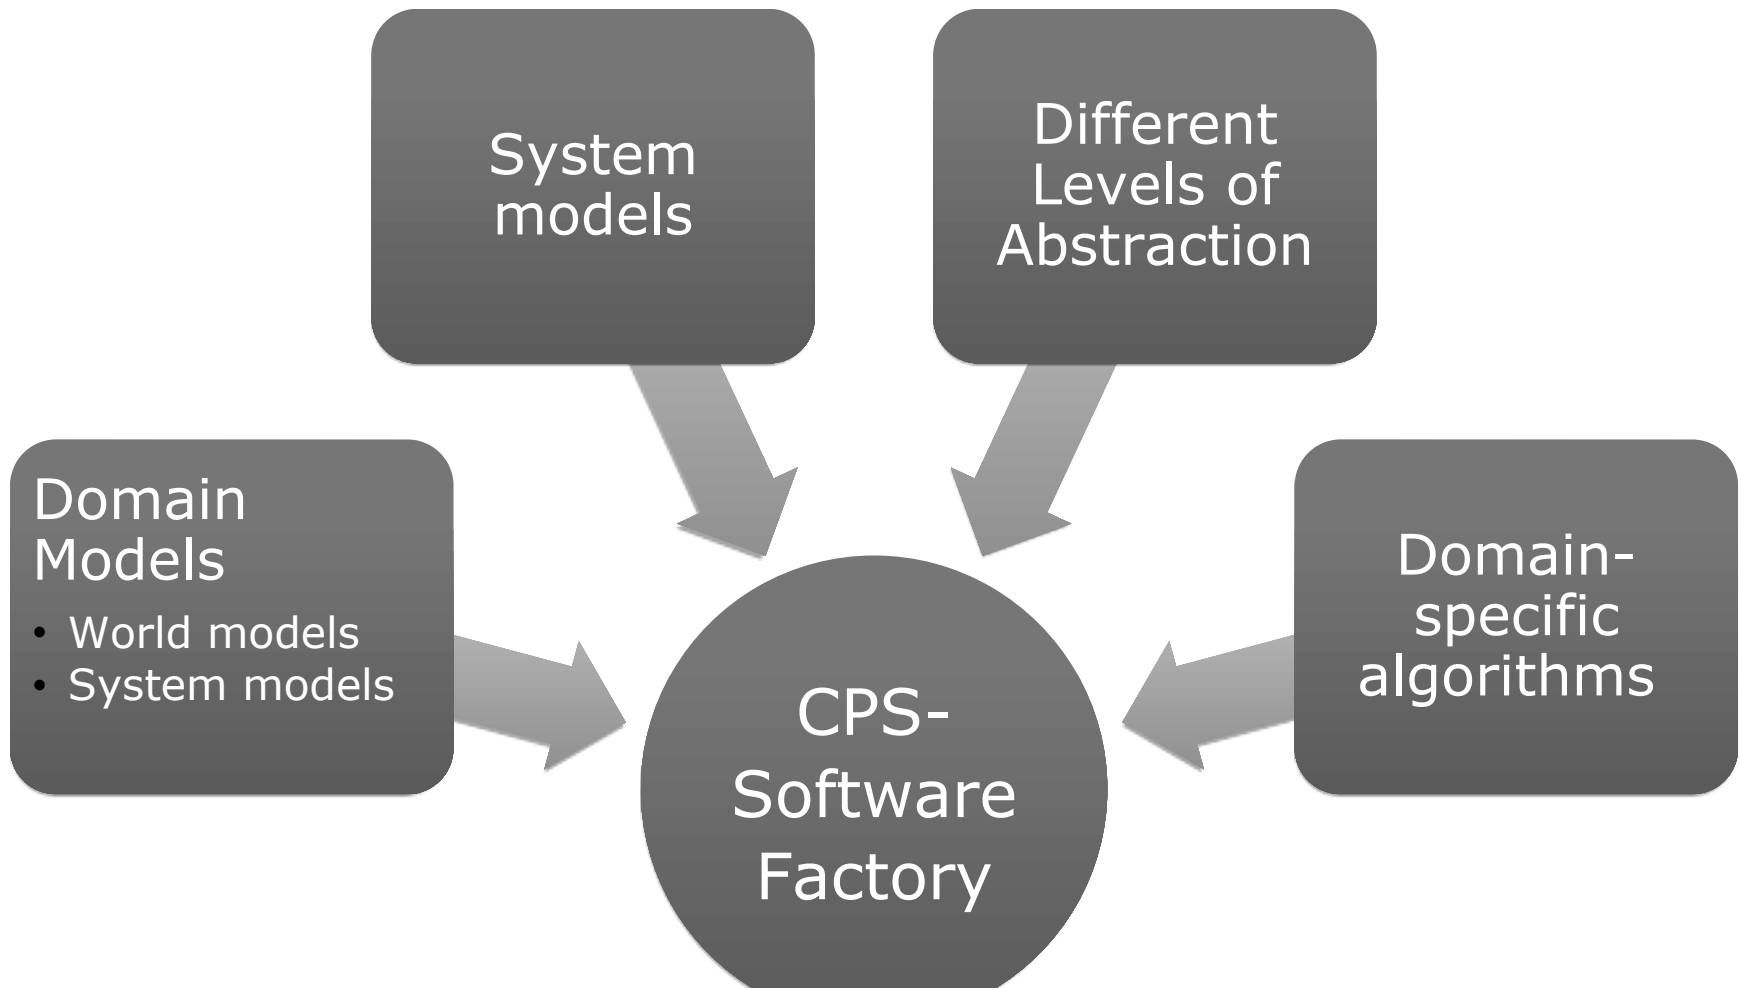 System
models
Different
Levels of
Abstraction
Domain
Models
• World models
• System models
Domain-
specific
algorithms
CPS-
Software
Factory